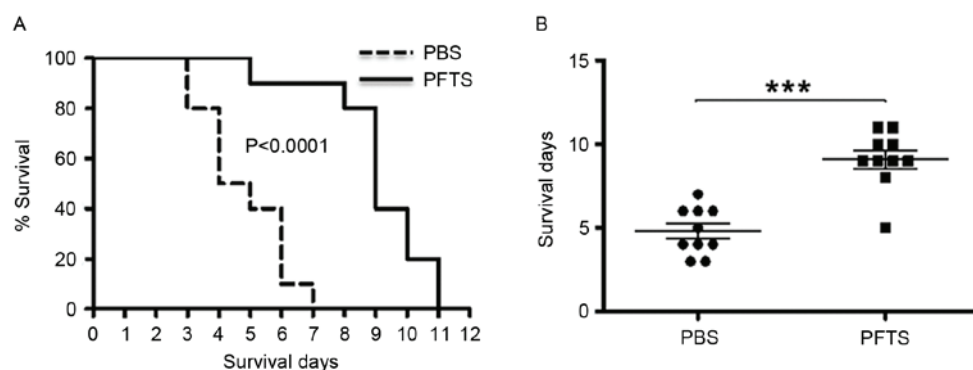 A
PBS
PFTS
P<0.0001
% Survival
100
80
60
40
20
0
0 1 2 3 4 5 6 7 8 9 10 11 12
Survival days
B
***
Survival days
15
10
5
0
PBS PFTS